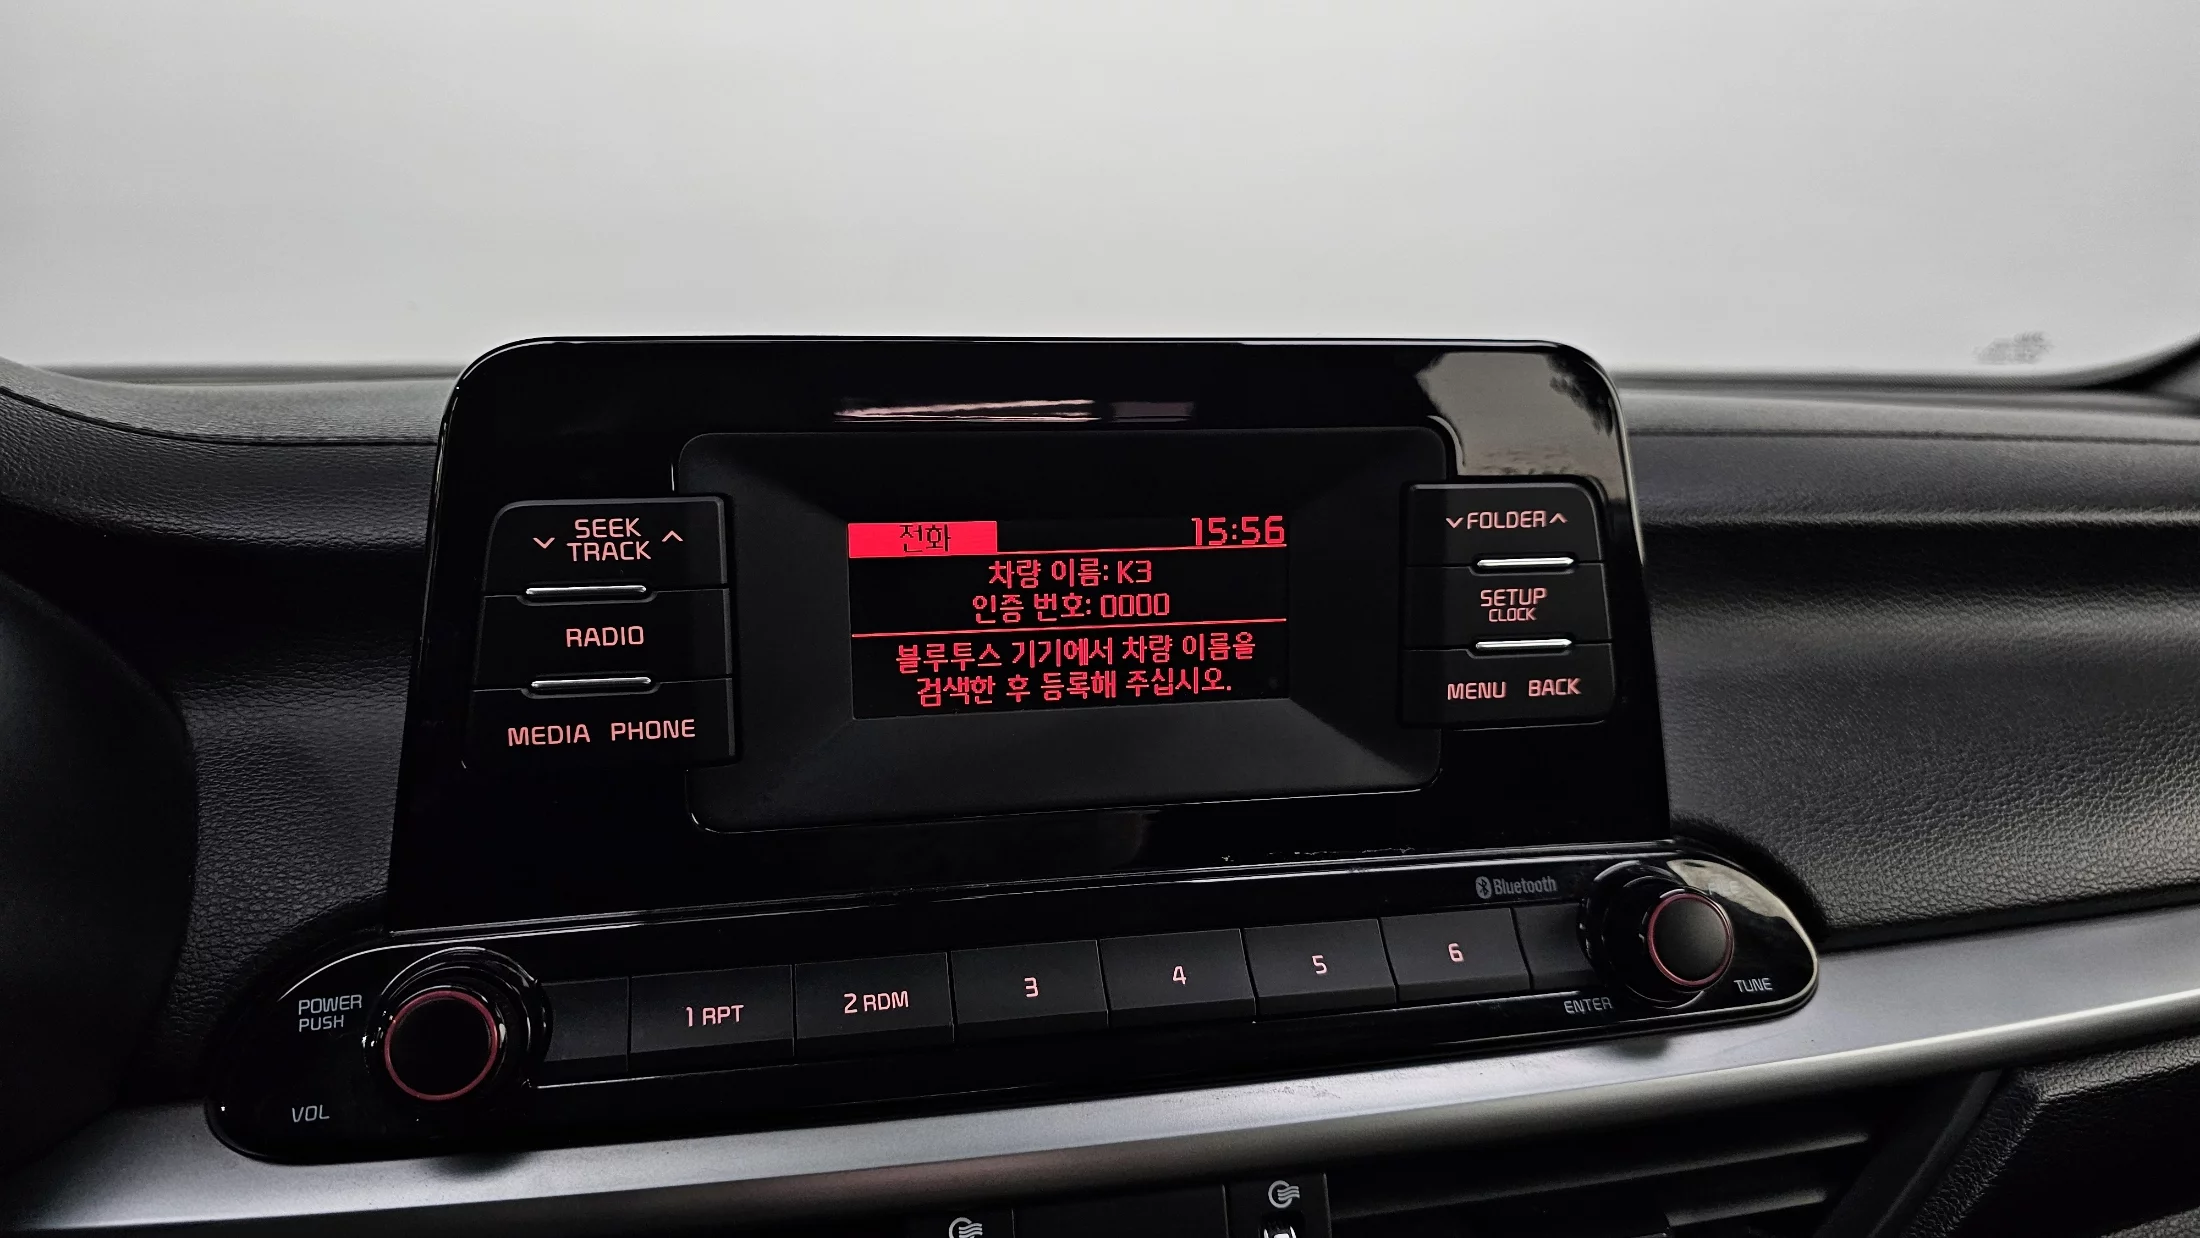 SEEK
TRACK
RADIO
MEDIA PHONE
전화 15:56
차량 이름: K3
인증 번호: 0000
블루투스 기기에서 차량 이름을
검색한 후 등록해 주십시오.
FOLDER
SETUP
CLOCK
MENU BACK
Bluetooth
POWER
PUSH
VOL
1 RPT
2 RDM
3
4
5
6
ENTER
TUNE